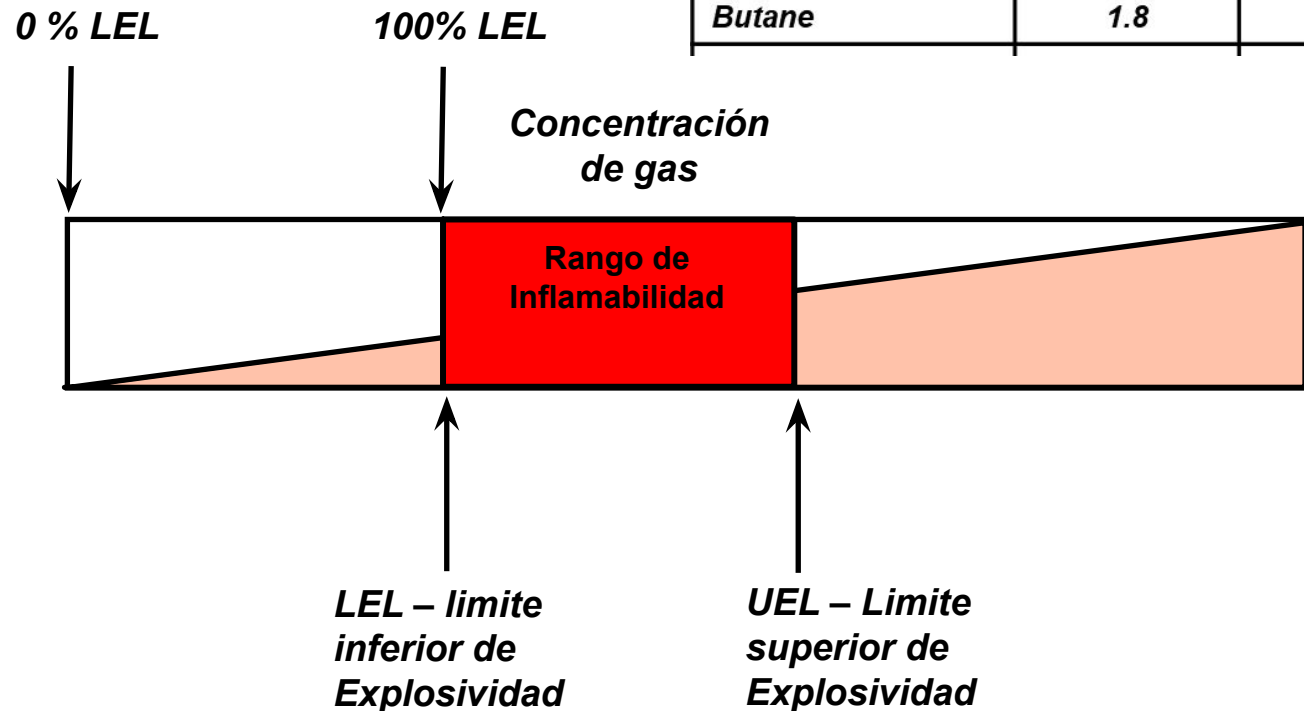 Butane 1.8
0 % LEL 100% LEL
Concentración
de gas
Rango de
Inflamabilidad
LEL – limite
inferior de
Explosividad
UEL – Limite
superior de
Explosividad